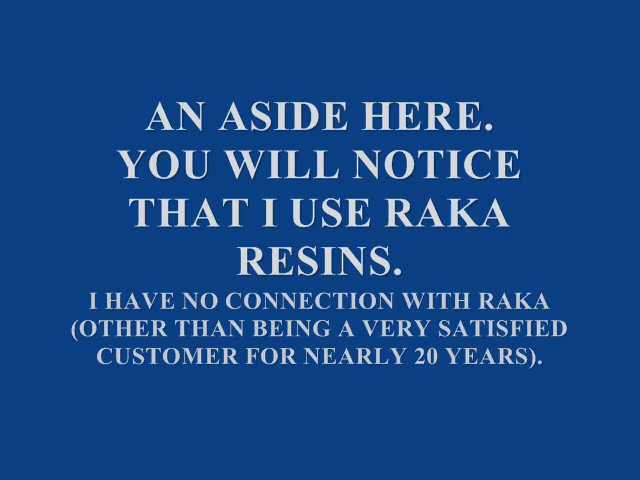 AN ASIDE HERE.
YOU WILL NOTICE
THAT I USE RAKA
RESINS.
I HAVE NO CONNECTION WITH RAKA
(OTHER THAN BEING A VERY SATISFIED
CUSTOMER FOR NEARLY 20 YEARS).